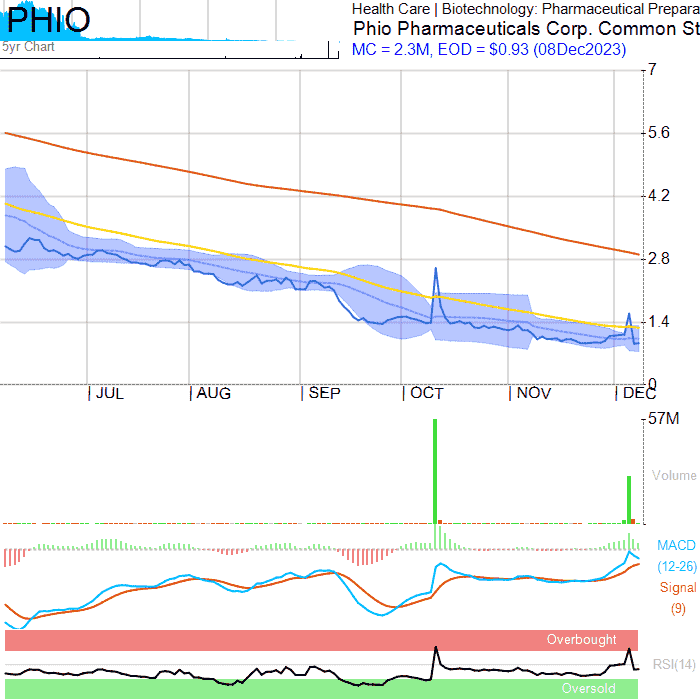 PHIO
5yr Chart
Health Care | Biotechnology: Pharmaceutical Prepara
Phio Pharmaceuticals Corp. Common St
MC = 2.3M, EOD = $0.93 (08Dec2023)
7
5.6
4.2
2.8
1.4
0
JUL AUG SEP OCT NOV DEC
57M
Volume
MACD
(12-26)
Signal
(9)
Overbought
RSI(14)
Oversold